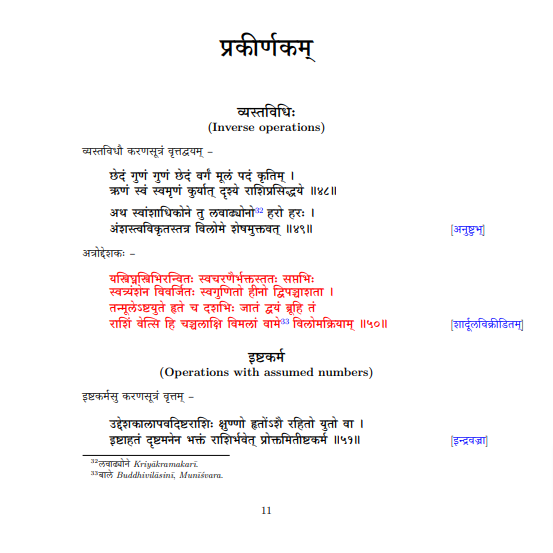 प्रकीर्णकम्
व्यस्तविधिः
(Inverse operations)
व्यस्तविधौ करणसूत्रं वृत्तद्वयम् –
छेदं गुणं गुणं छेदं वर्गं मूलं पदं कृतिम् ।
ऋणं स्वं स्वमृणं कुर्यात् दृश्ये राशिप्रसिद्धये ॥४८॥
अथ स्वांशाधिकोने तु लवाढ्योनो³² हरो हरः ।
अंशस्त्वविकृतस्तत्र विलोमे शेषमुक्तवत् ॥४९॥ [अनुष्टुभ्]
अत्रोद्देशकः –
यस्त्रिघ्नस्त्रिभिरन्वितः स्वचरणैर्भक्तस्ततः सप्तभिः
स्वत्र्यंशेन विवर्जितः स्वगुणितो हीनो द्विपञ्चाशता ।
तन्मूलेऽष्टयुते हृते च दशभिः जातं द्वयं ब्रूहि तं
राशिं वेत्सि हि चञ्चलाक्षि विमलां वामे³³ विलोमक्रियाम् ॥५०॥ [शार्दूलविक्रीडितम्]
इष्टकर्म
(Operations with assumed numbers)
इष्टकर्मसु करणसूत्रं वृत्तम् –
उद्देशकालापवदिष्टराशिः क्षुण्णो हृतोंऽशै रहितो युतो वा ।
इष्टाहतं दृष्टमनेन भक्तं राशिर्भवेत् प्रोक्तमितीष्टकर्म ॥५१॥ [इन्द्रवज्रा]
³²लवाढ्योने Kriyākramakarī.
³³बाले Buddhivilāsinī, Munīśvara.
11